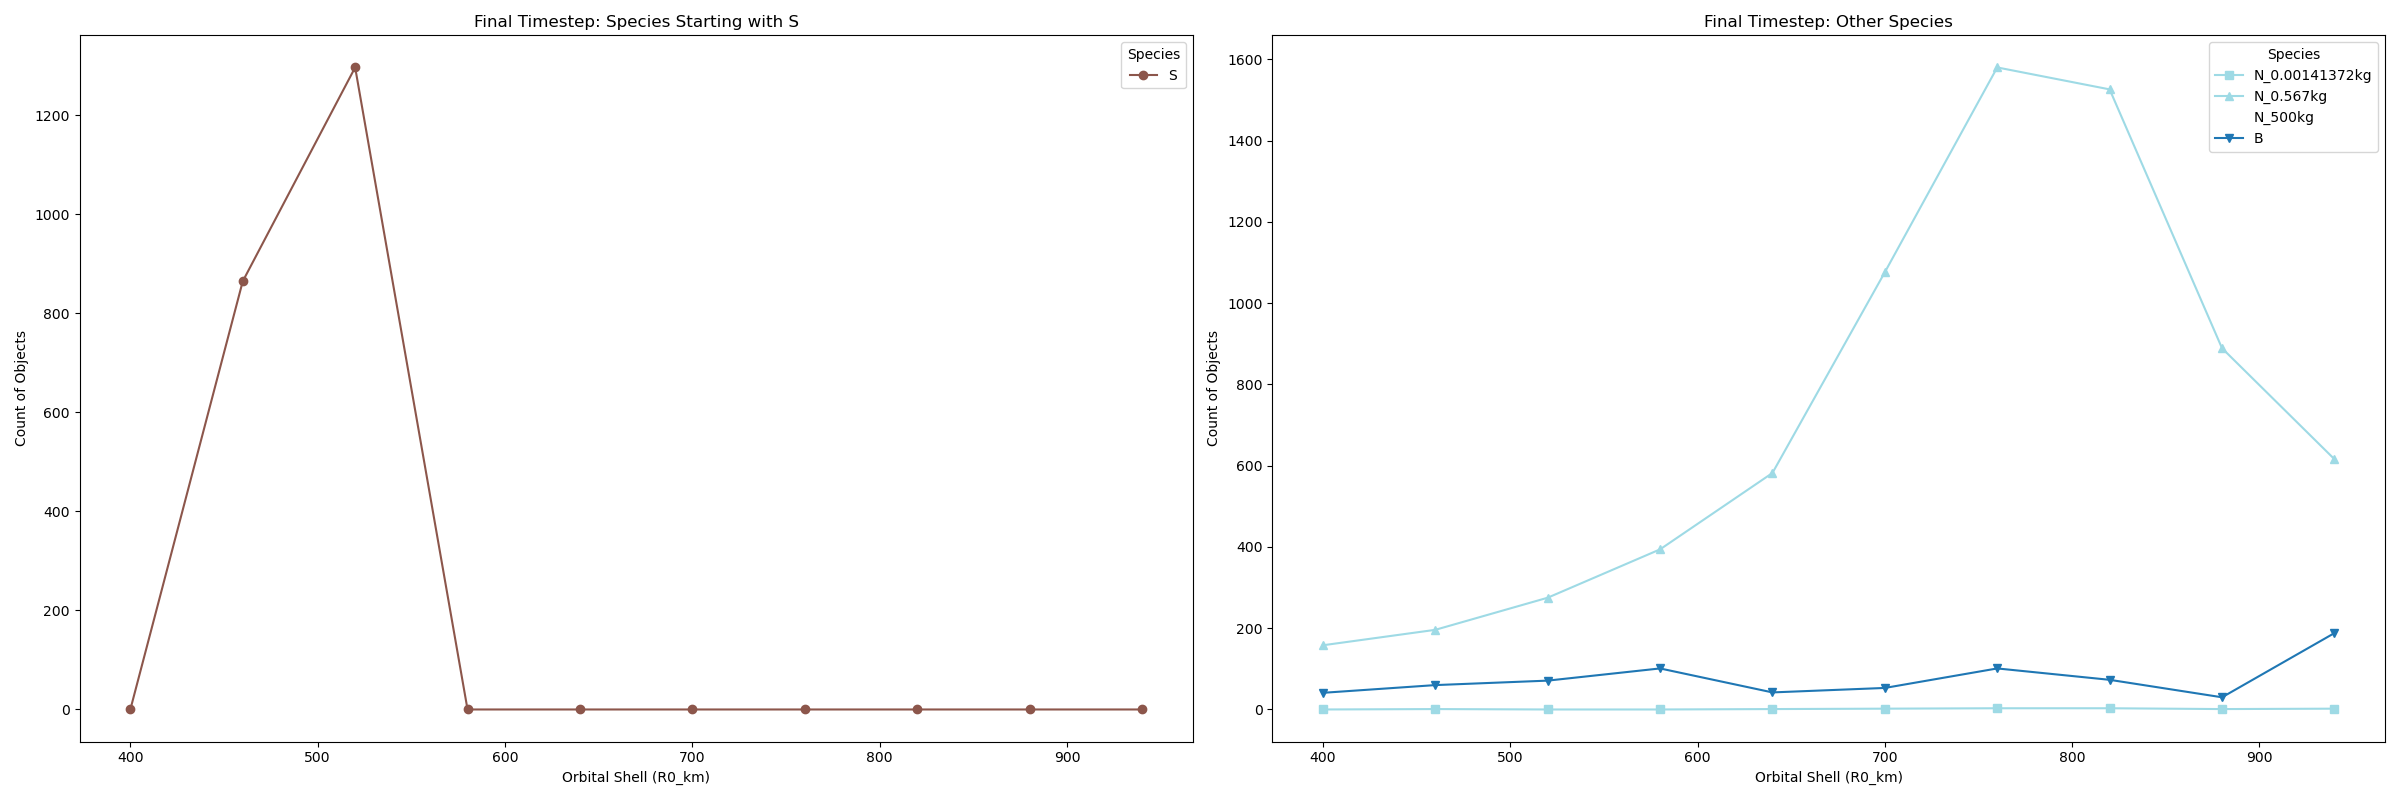 Final Timestep: Species Starting with S
Species
S
1200
1000
800
600
400
200
0
Count of Objects
400 500 600 700 800 900
Orbital Shell (R0_km)
Final Timestep: Other Species
Species
N_0.00141372kg
N_0.567kg
N_500kg
B
1600
1400
1200
1000
800
600
400
200
0
Count of Objects
400 500 600 700 800 900
Orbital Shell (R0_km)